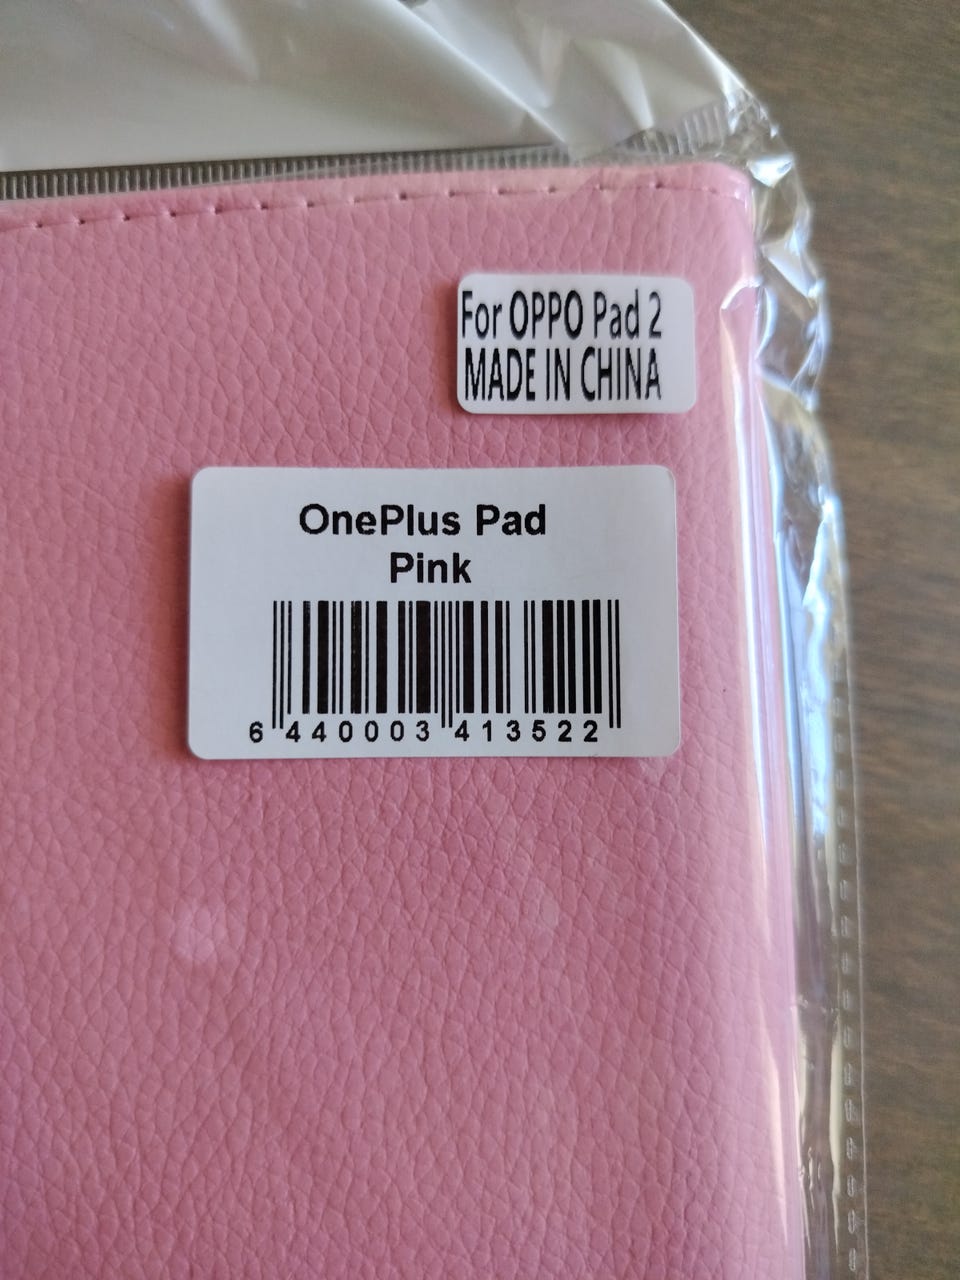 For OPPO Pad 2
MADE IN CHINA
OnePlus Pad
Pink
6 440003 413522